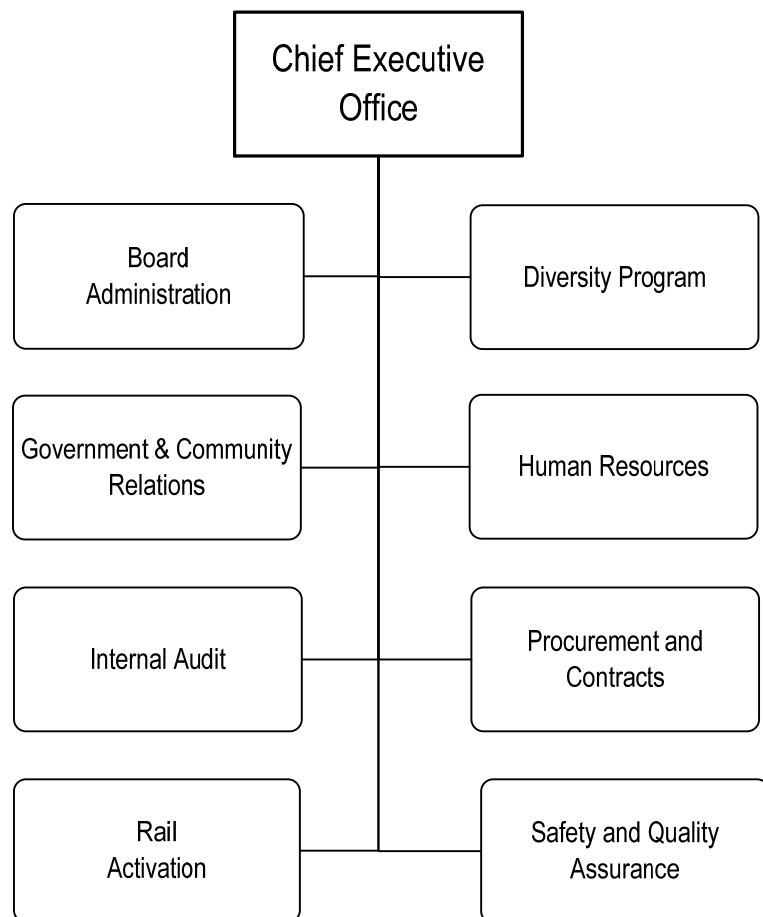 Chief Executive
Office
Board
Administration
Diversity Program
Government & Community
Relations
Human Resources
Internal Audit
Procurement and
Contracts
Rail
Activation
Safety and Quality
Assurance